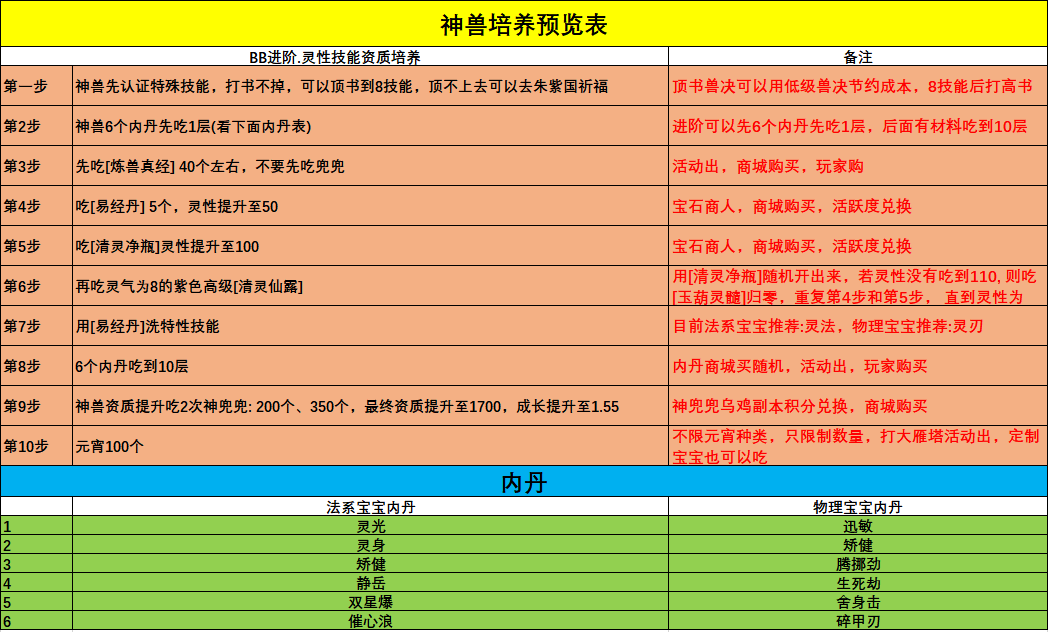 神兽培养预览表
BB进阶.灵性技能资质培养 备注
第一步 神兽先认证特殊技能，打书不掉，可以顶书到8技能，顶不上去可以去朱紫国祈福 顶书兽决可以用低级兽决节约成本，8技能后打高书
第2步 神兽6个内丹先吃1层(看下面内丹表) 进阶可以先6个内丹先吃1层，后面有材料吃到10层
第3步 先吃[炼兽真经] 40个左右，不要先吃兜兜 活动出，商城购买，玩家购
第4步 吃[易经丹] 5个，灵性提升至50 宝石商人，商城购买，活跃度兑换
第5步 吃[清灵净瓶]灵性提升至100 宝石商人，商城购买，活跃度兑换
第6步 再吃灵气为8的紫色高级[清灵仙露] 用[清灵净瓶]随机开出来，若灵性没有吃到110, 则吃
[玉葫灵髓]归零，重复第4步和第5步， 直到灵性为
第7步 用[易经丹]洗特性技能 目前法系宝宝推荐:灵法，物理宝宝推荐:灵刃
第8步 6个内丹吃到10层 内丹商城买随机，活动出，玩家购买
第9步 神兽资质提升吃2次神兜兜: 200个、350个，最终资质提升至1700，成长提升至1.55 神兜兜乌鸡副本积分兑换，商城购买
第10步 元宵100个 不限元宵种类，只限制数量，打大雁塔活动出，定制
宝宝也可以吃
内丹
法系宝宝内丹 物理宝宝内丹
1 灵光 迅敏
2 灵身 矫健
3 矫健 腾挪劲
4 静岳 生死劫
5 双星爆 舍身击
6 催心浪 碎甲刃